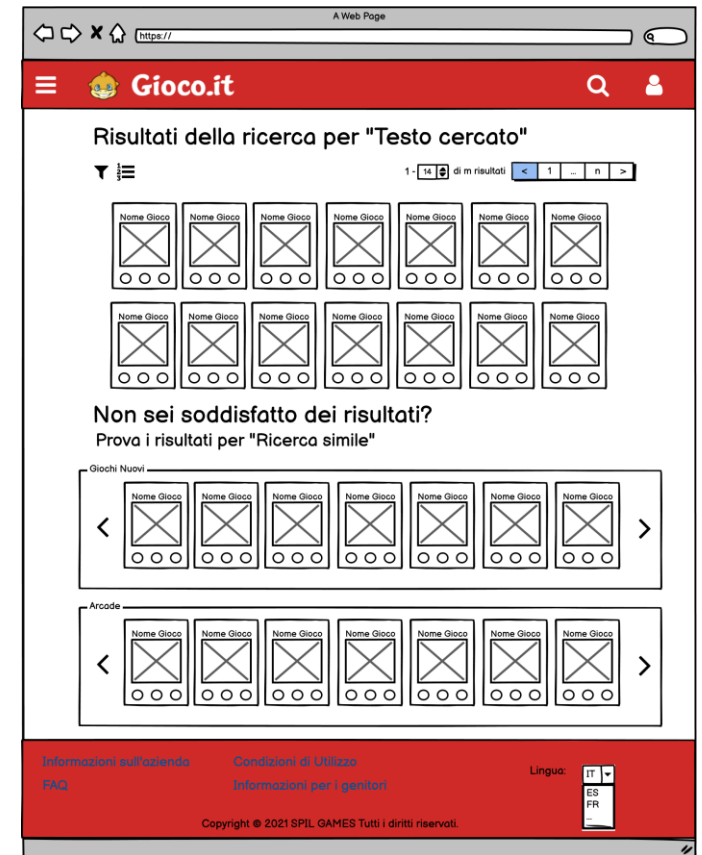 A Web Page
https://
Gioco.it
Risultati della ricerca per "Testo cercato"
1 - 14 di m risultati < 1 ... n >
Nome Gioco Nome Gioco Nome Gioco Nome Gioco Nome Gioco Nome Gioco Nome Gioco
Nome Gioco Nome Gioco Nome Gioco Nome Gioco Nome Gioco Nome Gioco Nome Gioco
Non sei soddisfatto dei risultati?
Prova i risultati per "Ricerca simile"
Giochi Nuovi
Nome Gioco Nome Gioco Nome Gioco Nome Gioco Nome Gioco Nome Gioco Nome Gioco
Arcade
Nome Gioco Nome Gioco Nome Gioco Nome Gioco Nome Gioco Nome Gioco Nome Gioco
Informazioni sull'azienda Condizioni di Utilizzo
Lingua: IT
FAQ Informazioni per i genitori
ES
FR
...
Copyright © 2021 SPIL GAMES Tutti i diritti riservati.